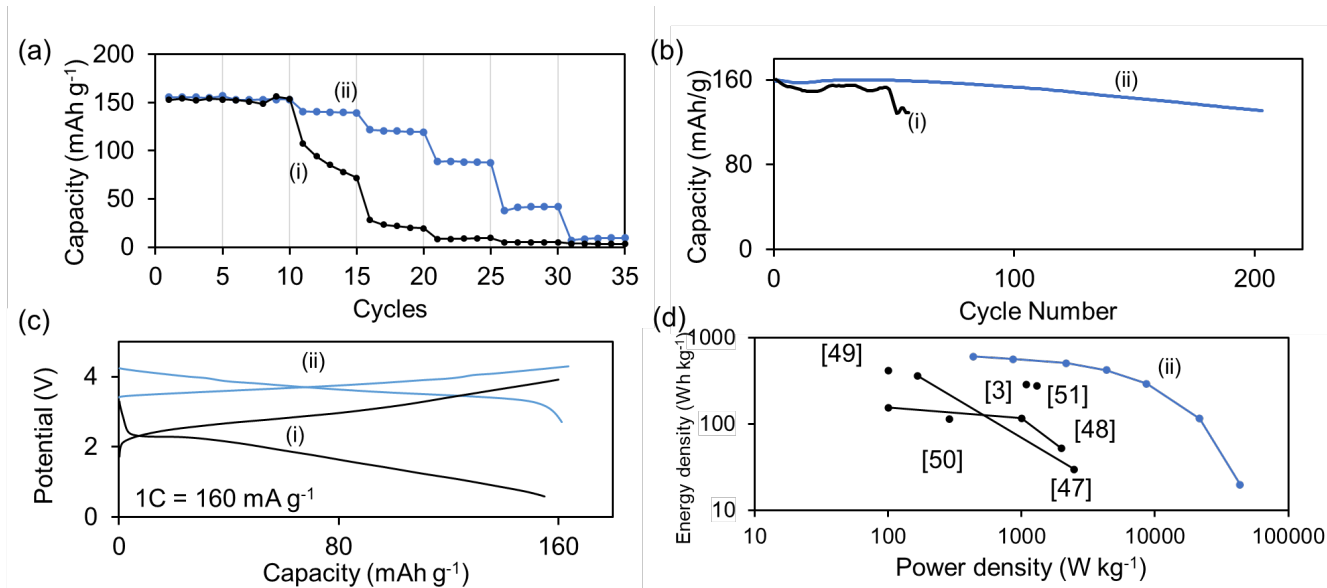 (a)
200
150
100
50
0
Capacity (mAh g-1)
(ii)
(i)
0 5 10 15 20 25 30 35
Cycles
(b)
160
80
0
Capacity (mAh/g)
(ii)
(i)
0 100 200
Cycle Number
(c)
4
2
0
Potential (V)
(ii)
(i)
1C = 160 mA g-1
0 80 160
Capacity (mAh g-1)
(d)
1000
100
10
Energy density (Wh kg-1)
[49]
[3]
[51]
(ii)
[48]
[50]
[47]
10 100 1000 10000 100000
Power density (W kg-1)